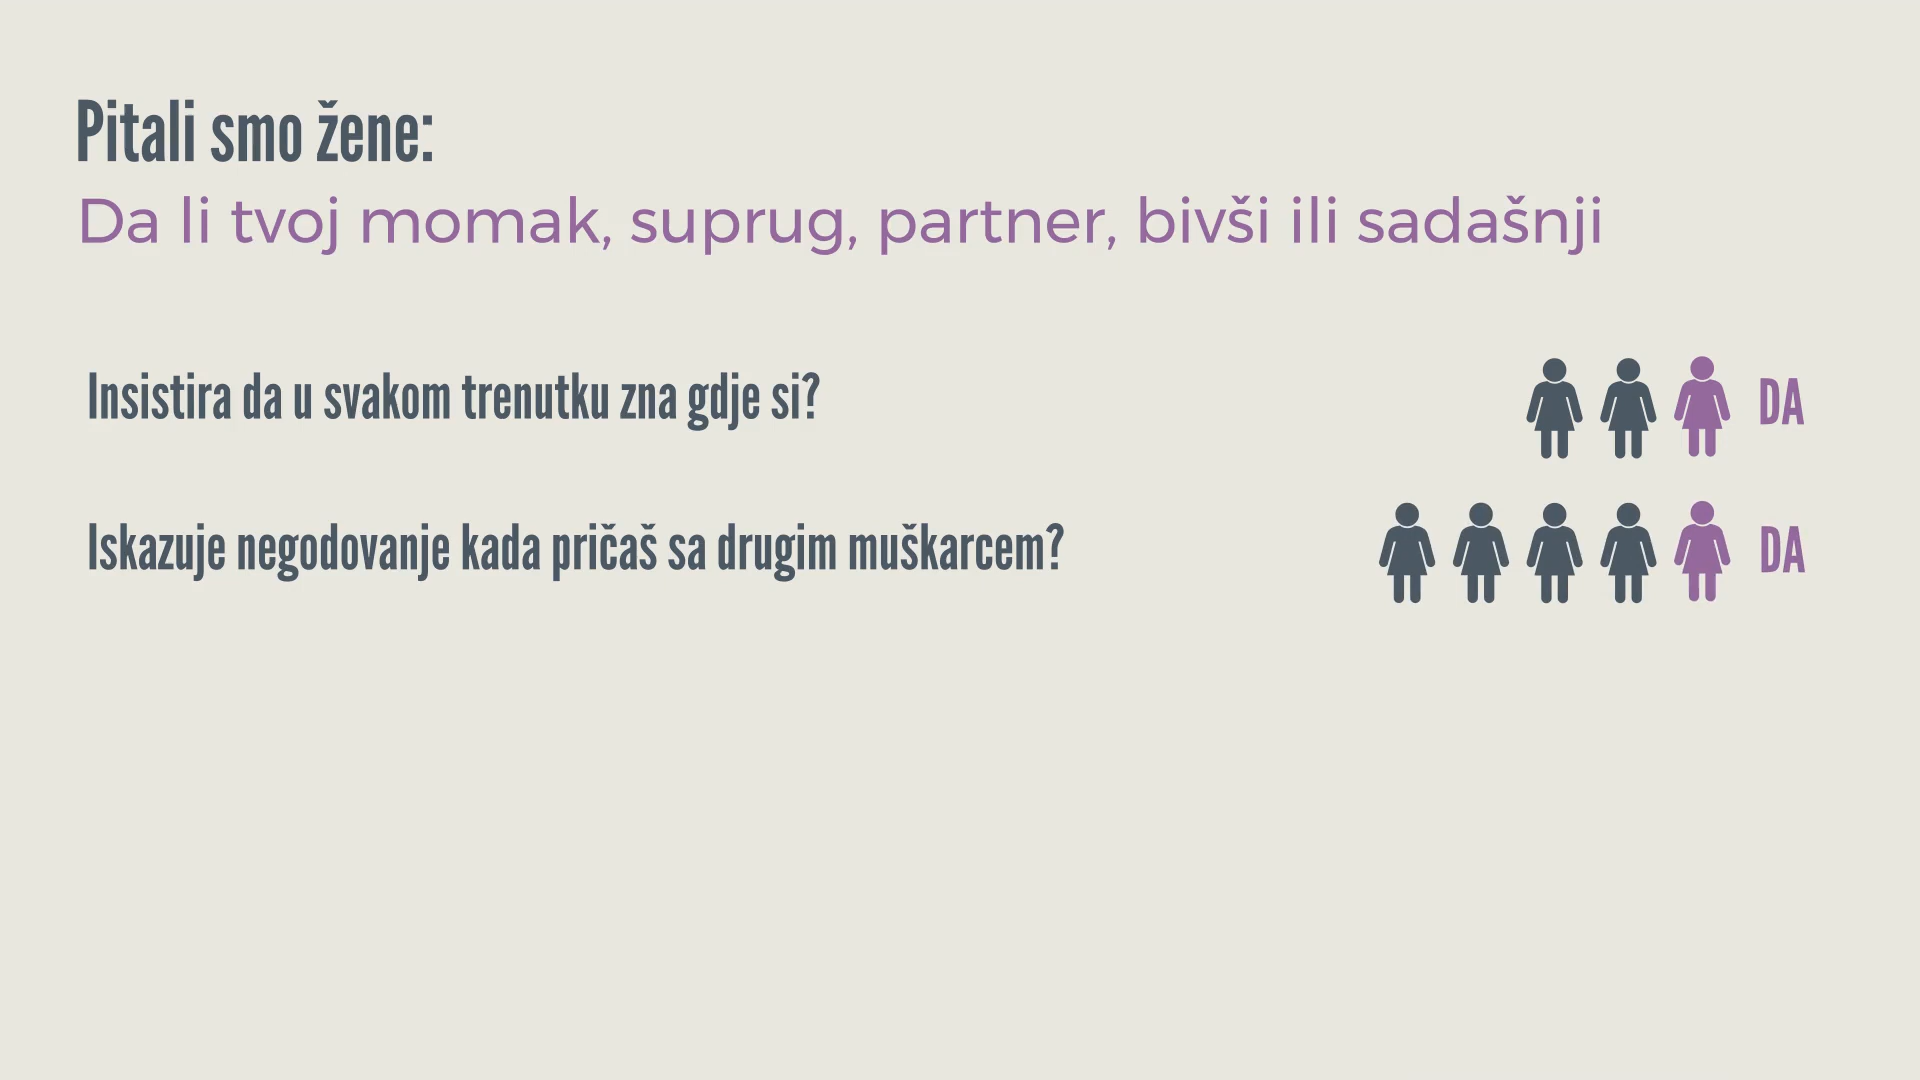 Pitali smo žene:
Da li tvoj momak, suprug, partner, bivši ili sadašnji
Insistira da u svakom trenutku zna gdje si?
DA
Iskazuje negodovanje kada pričaš sa drugim muškarcem?
DA